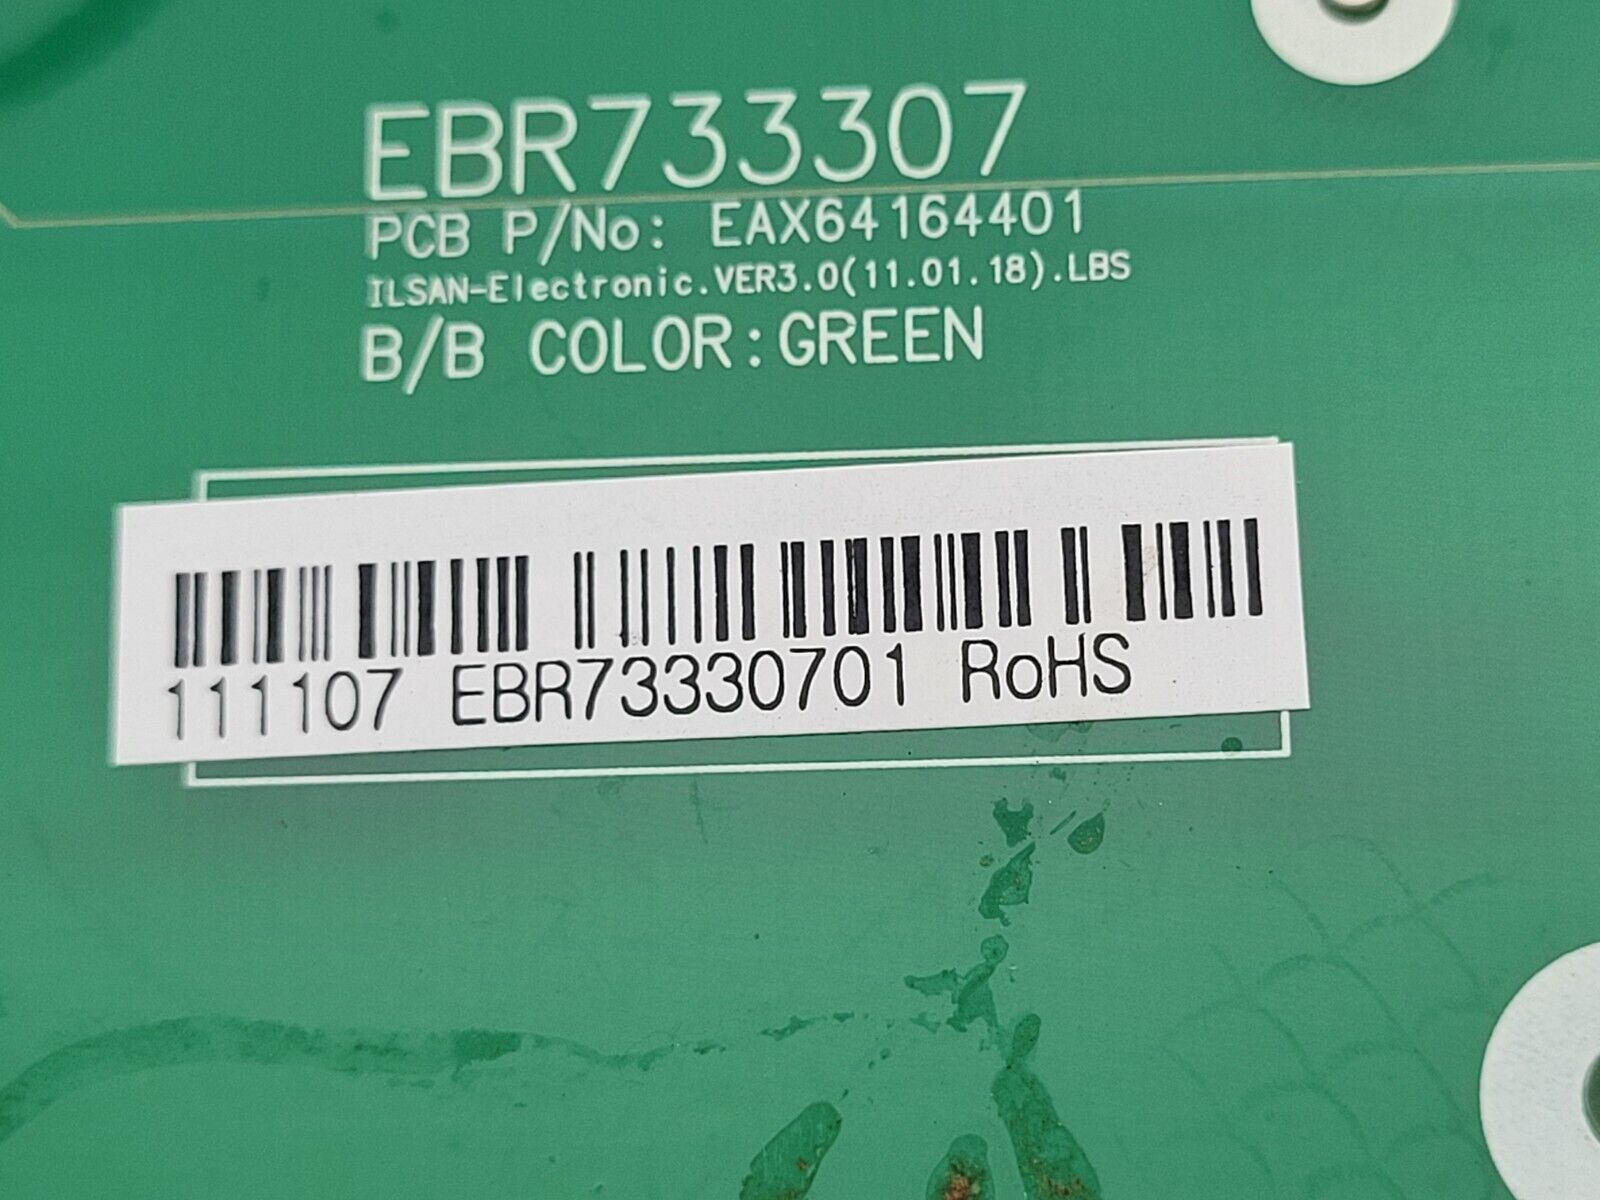 EBR733307
PCB P/No: EAX64164401
ILSAN-Electronic.VER3.0(11.01.18).LBS
B/B COLOR:GREEN
111107 EBR73330701 RoHS